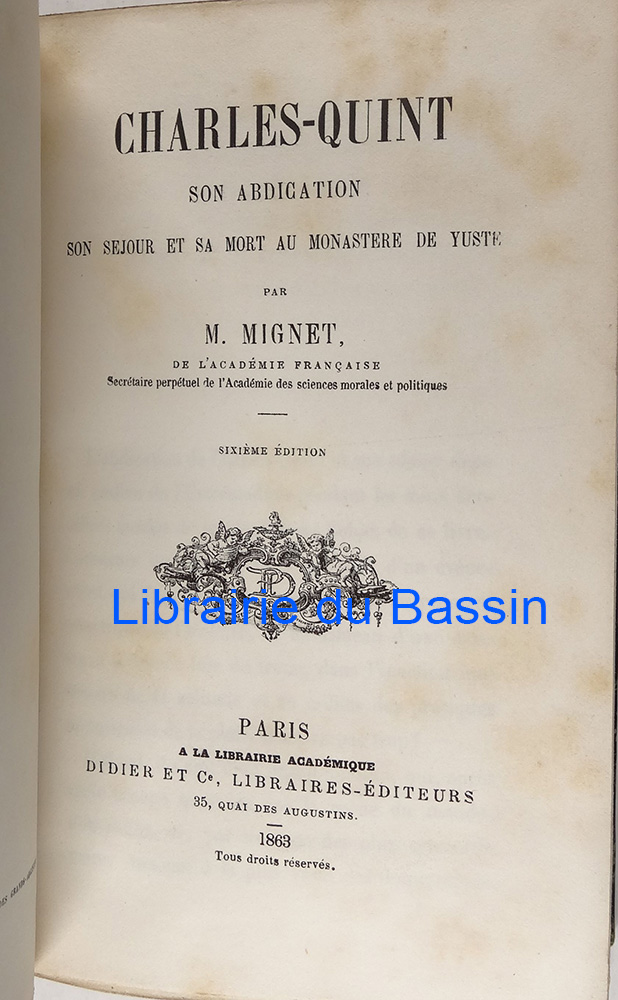 CHARLES-QUINT
SON ABDICATION
SON SEJOUR ET SA MORT AU MONASTERE DE YUSTE
PAR
M. MIGNET,
DE L'ACADÉMIE FRANÇAISE
Secrétaire perpétuel de l'Académie des sciences morales et politiques
SIXIÈME ÉDITION
Librairie du Bassin
PARIS
A LA LIBRAIRIE ACADÉMIQUE
DIDIER ET Ce, LIBRAIRES-ÉDITEURS
35, QUAI DES AUGUSTINS.
1863
Tous droits réservés.